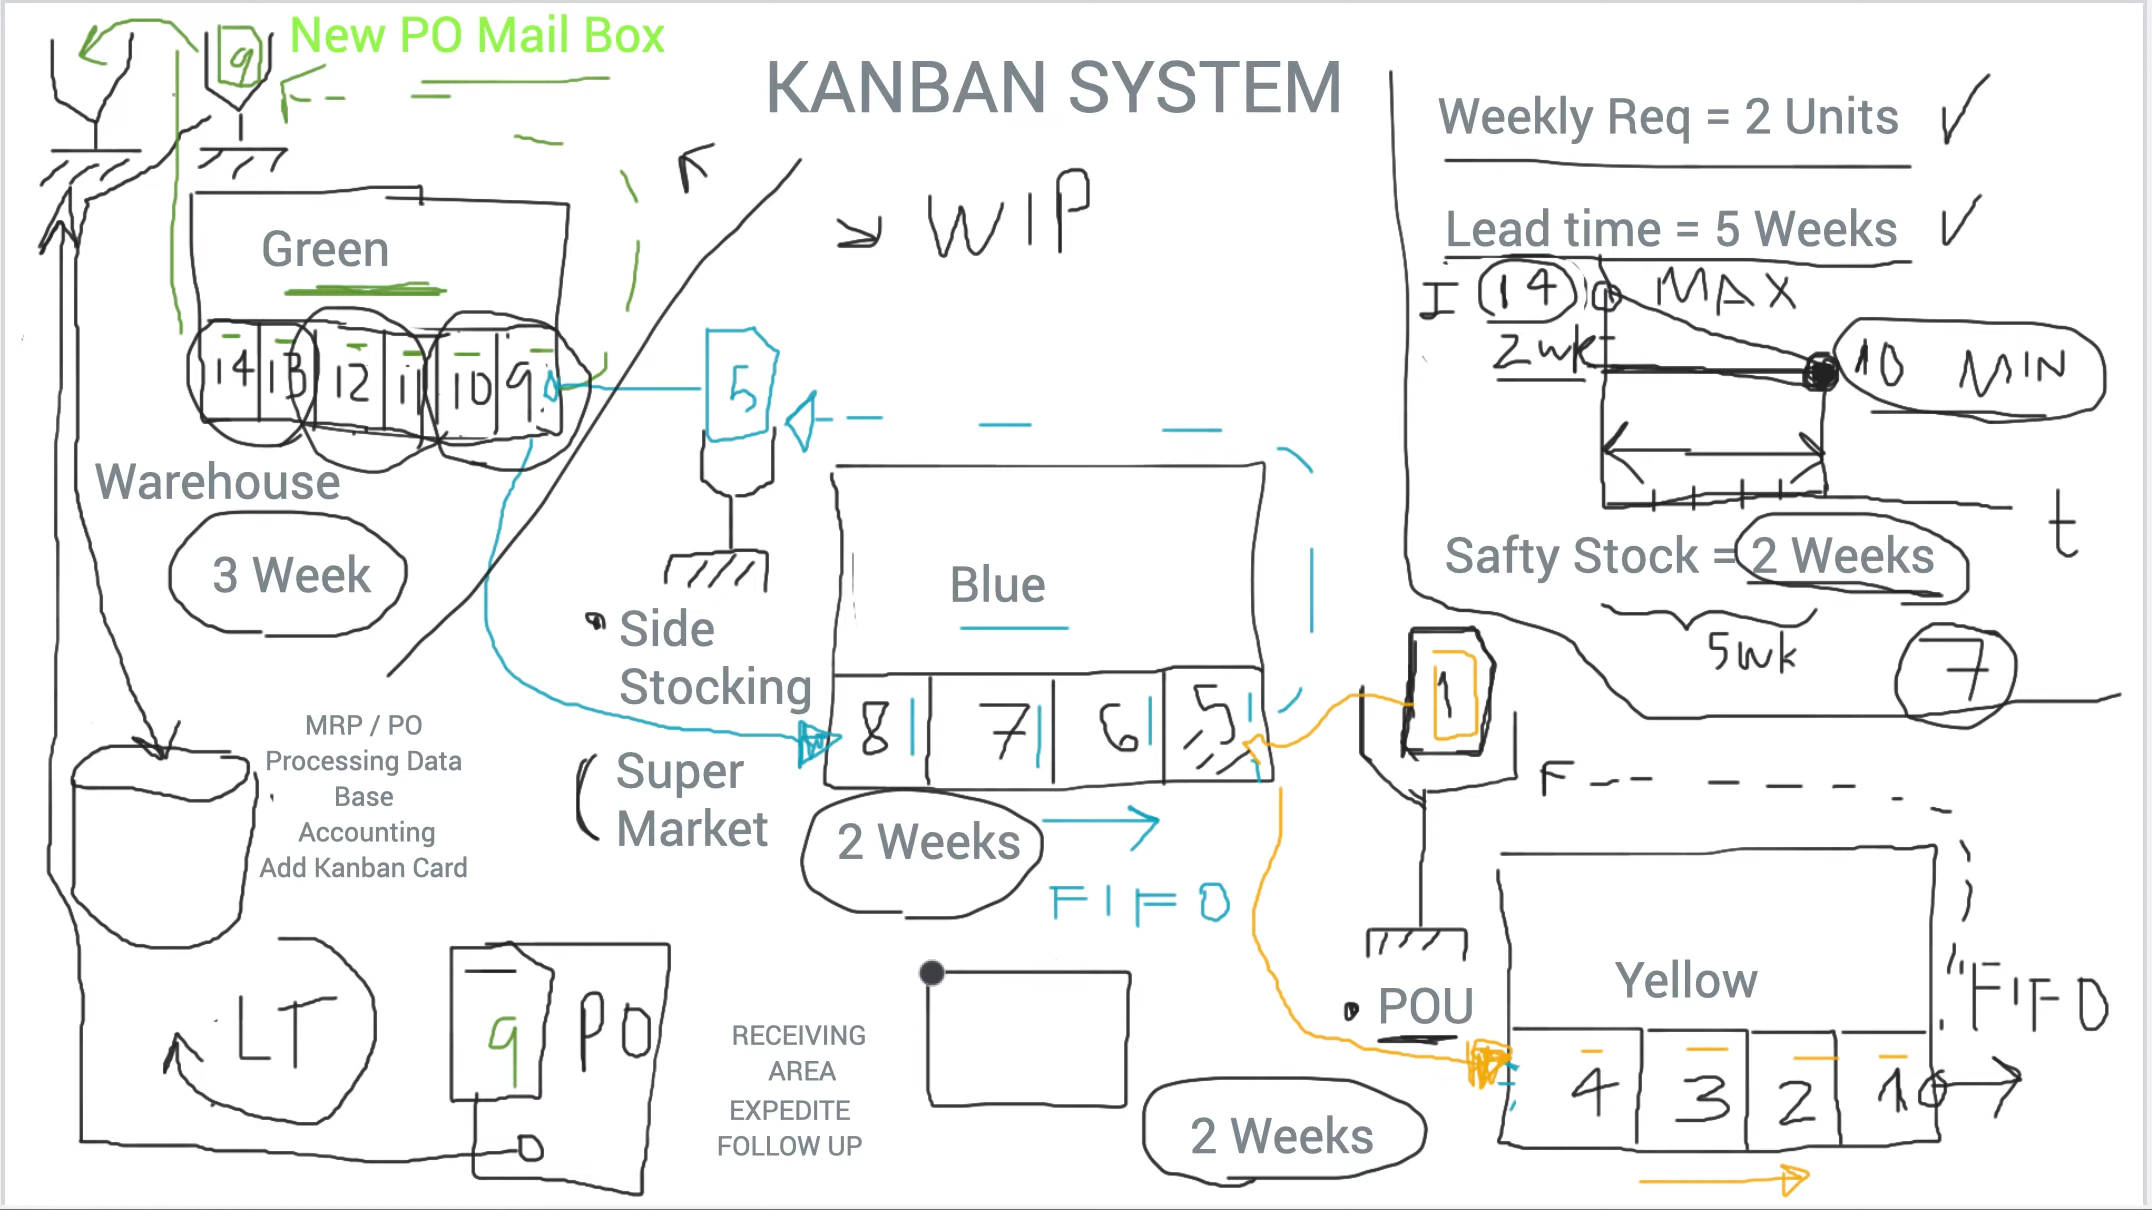 New PO Mail Box
9
KANBAN SYSTEM
Weekly Req = 2 Units
WIP
Lead time = 5 Weeks
Green
I 14 MAX
2wk
10 MIN
14 13 12 11 10 9
5
Warehouse
3 Week
t
Safty Stock = 2 Weeks
5wk
7
Blue
Side
Stocking
8 7 6 5
1
Super
Market
2 Weeks
FIFO
F
MRP / PO
Processing Data
Base
Accounting
Add Kanban Card
LT
9
PO
RECEIVING
AREA
EXPEDITE
FOLLOW UP
POU
2 Weeks
Yellow
"FIFO
4 3 2 1